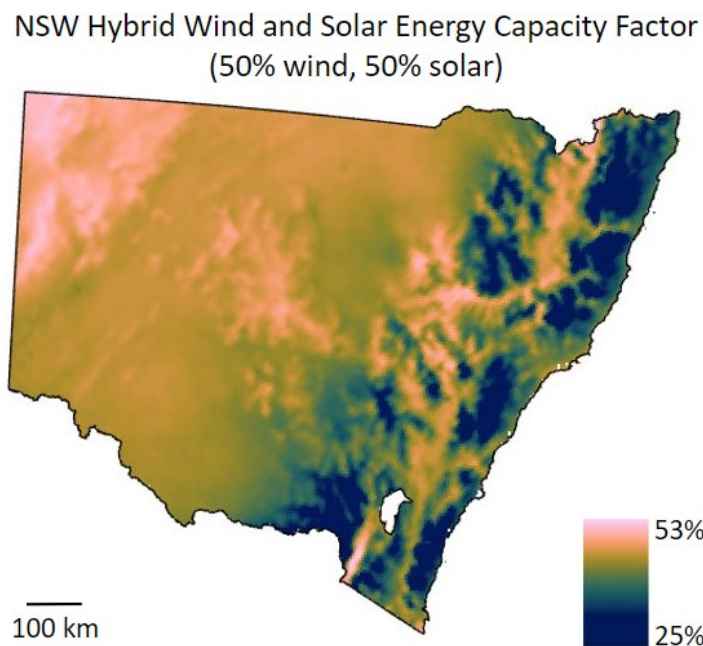 NSW Hybrid Wind and Solar Energy Capacity Factor
(50% wind, 50% solar)
53%
25%
100 km